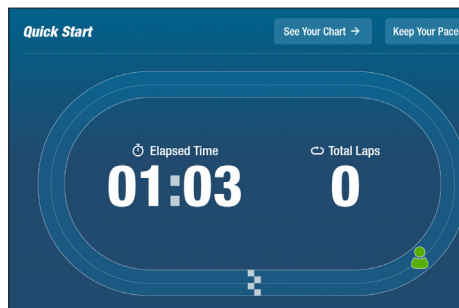 Quick Start
See Your Chart →
Keep Your Pace
Elapsed Time
Total Laps
01:03
0